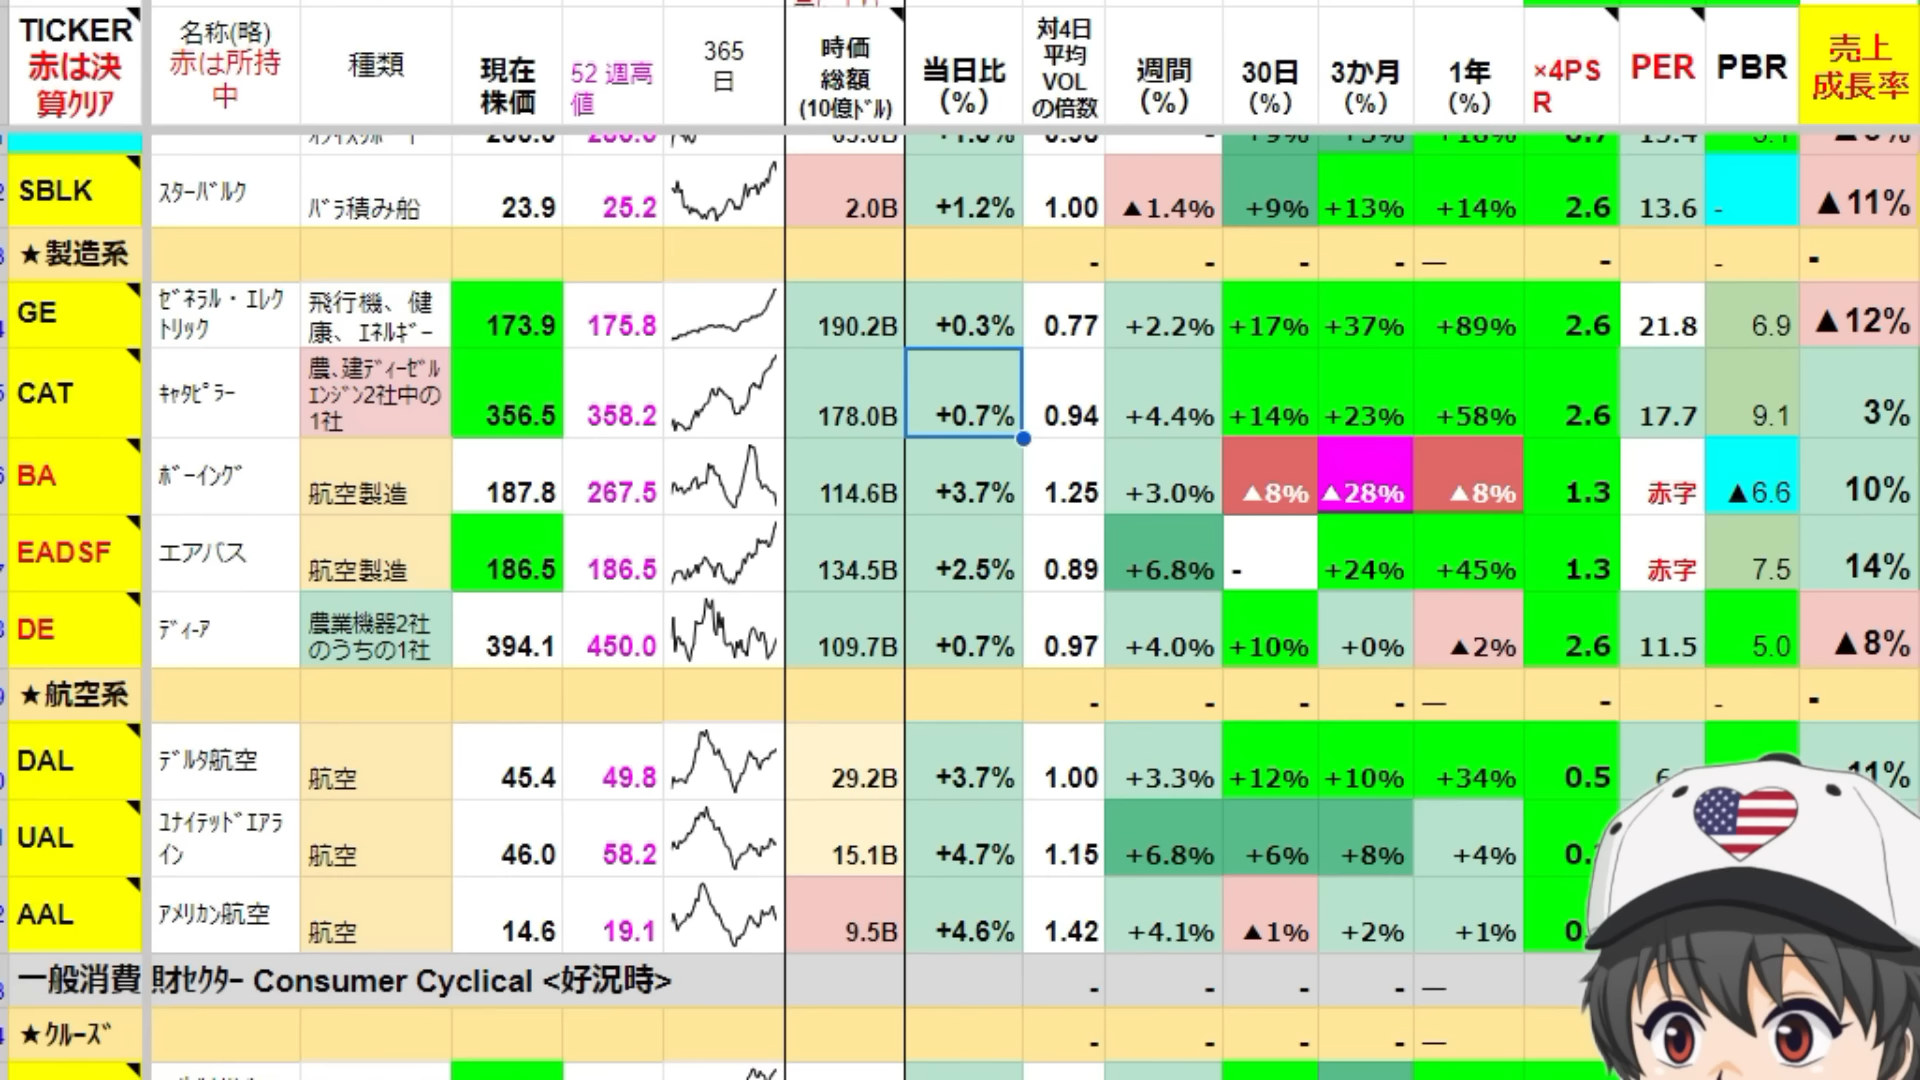 TICKER
赤は決
算ｸﾘｱ
名称(略)
赤は所持
中
種類
現在
株価
52 週高
値
365
日
時価
総額
(10億ﾄﾞﾙ)
当日比
(%)
対4日
平均
VOL
の倍数
週間
(%)
30日
(%)
3か月
(%)
1年
(%)
×4PS
R
PER
PBR
売上
成長率
SBLK
ｽﾀｰﾊﾞﾙｸ
ﾊﾞﾗ積み船
23.9
25.2
2.0B
+1.2%
1.00
▲1.4%
+9%
+13%
+14%
2.6
13.6
-
▲11%
★製造系
-
-
-
-
—
-
-
-
GE
ｾﾞﾈﾗﾙ・ｴﾚｸ
ﾄﾘｯｸ
飛行機、健
康、ｴﾈﾙｷﾞｰ
173.9
175.8
190.2B
+0.3%
0.77
+2.2%
+17%
+37%
+89%
2.6
21.8
6.9
▲12%
CAT
ｷｬﾀﾋﾟﾗｰ
農､建ﾃﾞｨｰｾﾞﾙ
ｴﾝｼﾞﾝ2社中の
1社
356.5
358.2
178.0B
+0.7%
0.94
+4.4%
+14%
+23%
+58%
2.6
17.7
9.1
3%
BA
ﾎﾞｰｲﾝｸﾞ
航空製造
187.8
267.5
114.6B
+3.7%
1.25
+3.0%
▲8%
▲28%
▲8%
1.3
赤字
▲6.6
10%
EADSF
エアバス
航空製造
186.5
186.5
134.5B
+2.5%
0.89
+6.8%
-
+24%
+45%
1.3
赤字
7.5
14%
DE
ﾃﾞｨｰｱ
農業機器2社
のうちの1社
394.1
450.0
109.7B
+0.7%
0.97
+4.0%
+10%
+0%
▲2%
2.6
11.5
5.0
▲8%
★航空系
-
-
-
-
—
-
-
-
DAL
ﾃﾞﾙﾀ航空
航空
45.4
49.8
29.2B
+3.7%
1.00
+3.3%
+12%
+10%
+34%
0.5
UAL
ﾕﾅｲﾃｯﾄﾞｴｱﾗ
ｲﾝ
航空
46.0
58.2
15.1B
+4.7%
1.15
+6.8%
+6%
+8%
+4%
AAL
ｱﾒﾘｶﾝ航空
航空
14.6
19.1
9.5B
+4.6%
1.42
+4.1%
▲1%
+2%
+1%
一般消費財ｾｸﾀｰ Consumer Cyclical <好況時>
-
-
-
-
—
★ｸﾙｰｽﾞ
-
-
-
-
—